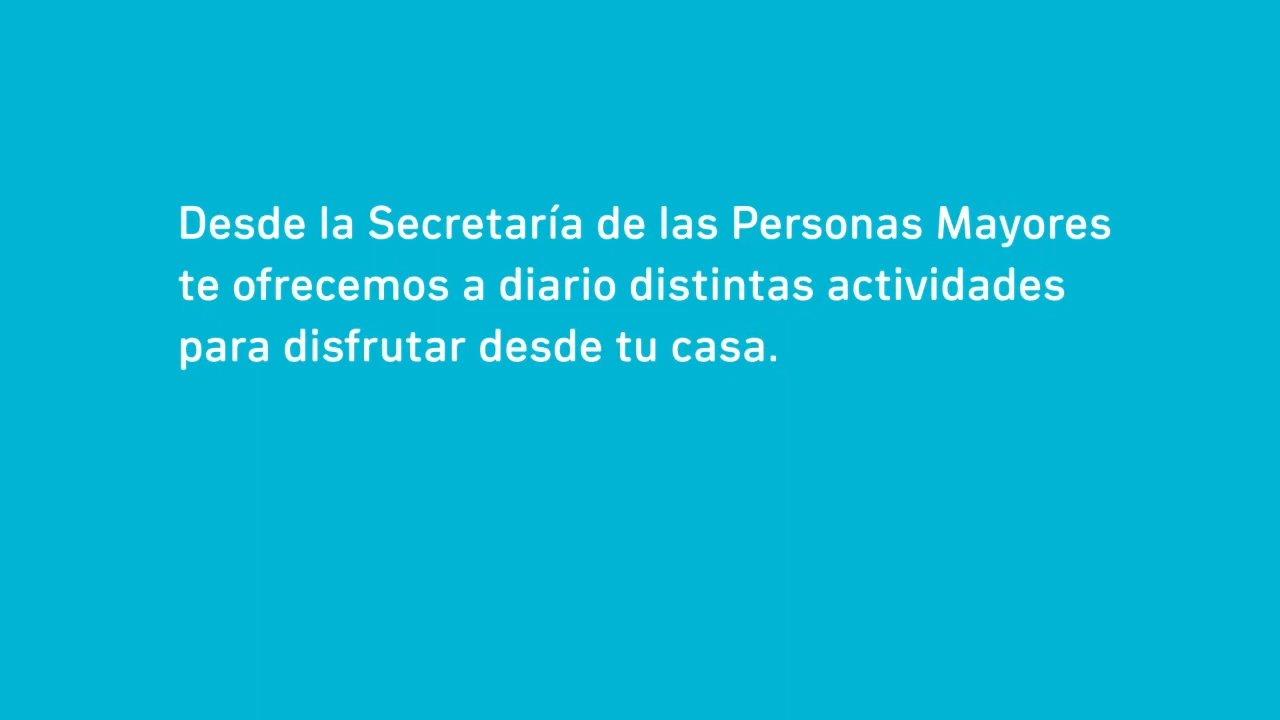 Desde la Secretaría de las Personas Mayores
te ofrecemos a diario distintas actividades
para disfrutar desde tu casa.